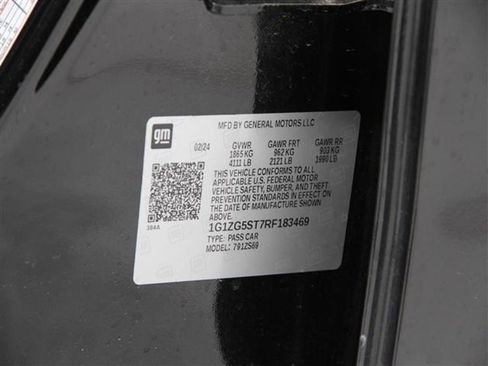 gm
MFD BY GENERAL MOTORS LLC
02/24 GVWR GAWR FRT GAWR RR
1865 KG 962 KG 903 KG
4111 LB 2121 LB 1990 LB
THIS VEHICLE CONFORMS TO ALL
APPLICABLE U.S. FEDERAL MOTOR
VEHICLE SAFETY, BUMPER, AND THEFT
PREVENTION STANDARDS IN EFFECT ON
THE DATE OF MANUFACTURE SHOWN
ABOVE.
384A
1G1ZG5ST7RF183469
TYPE: PASS CAR
MODEL: 791ZS69